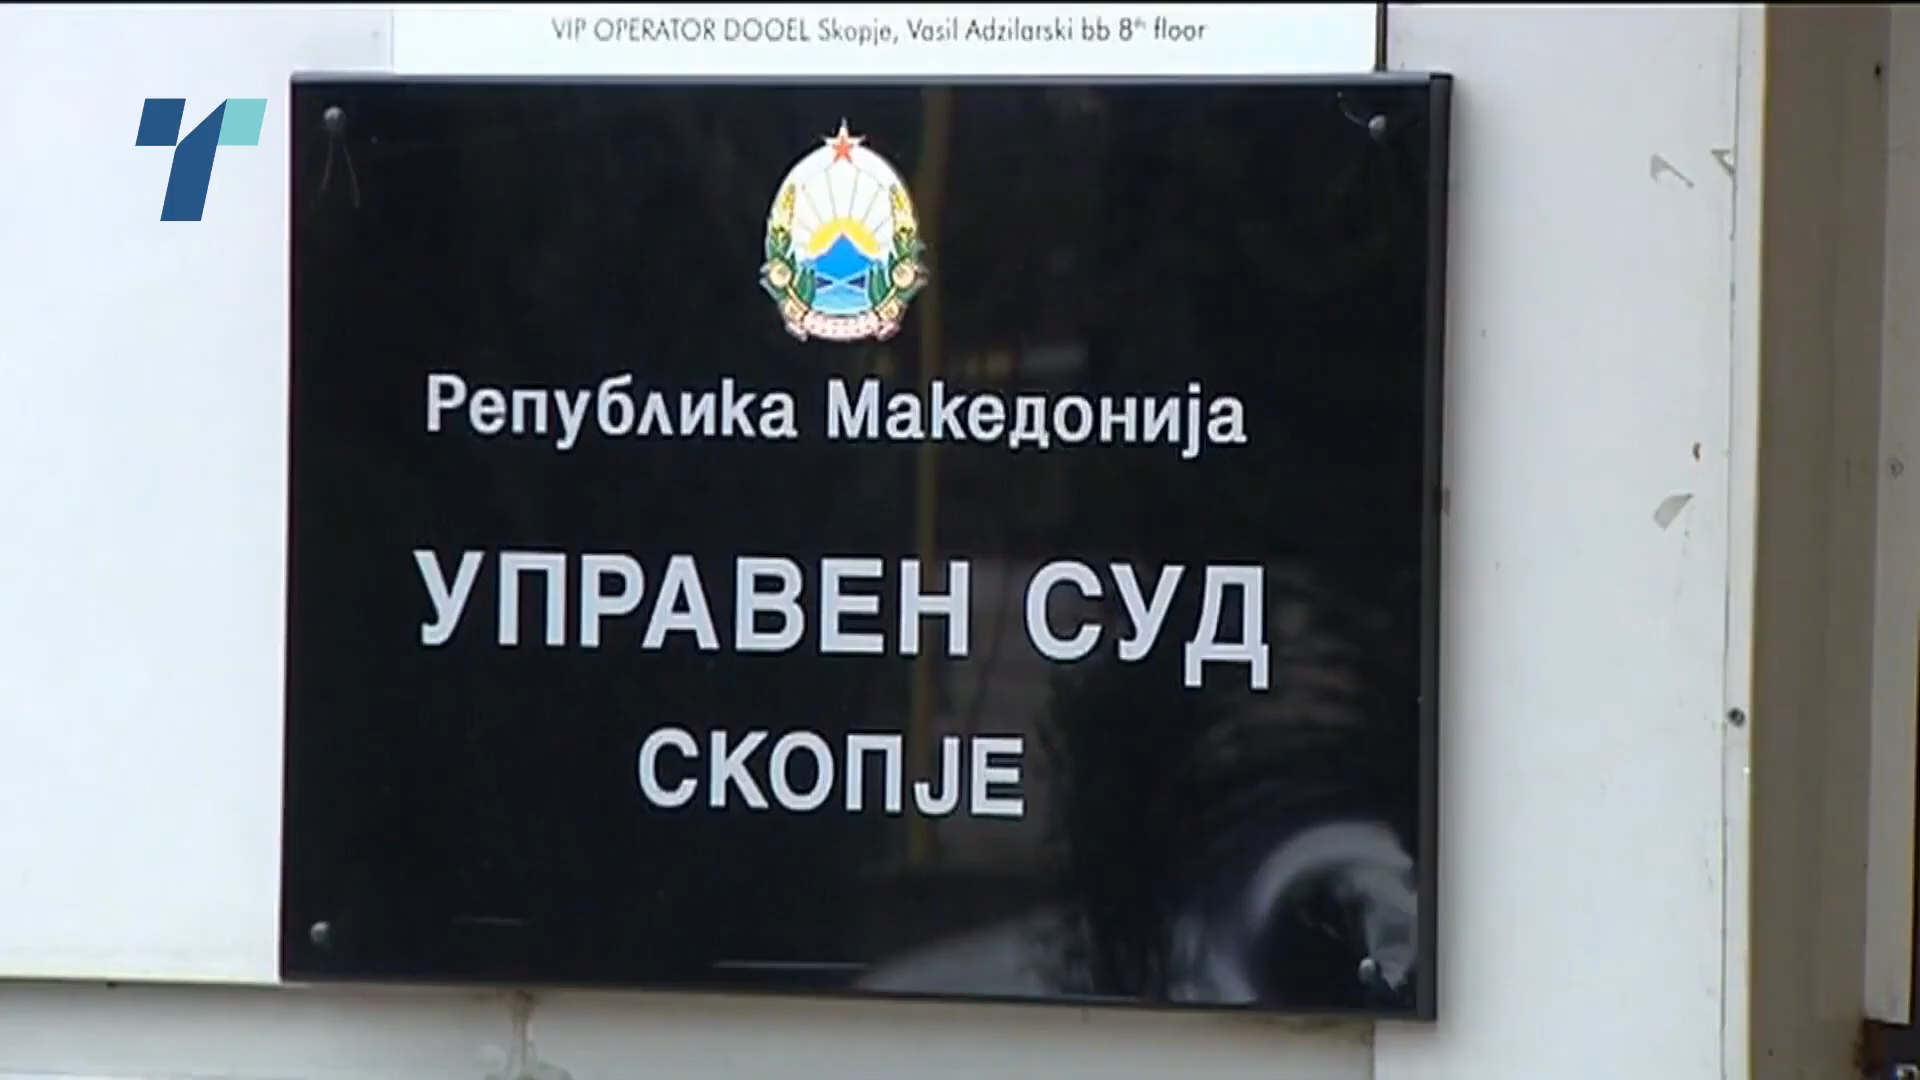 VIP OPERATOR DOOEL Skopje, Vasil Adzilarski bb 8th floor
Република Македонија
УПРАВЕН СУД
СКОПЈЕ